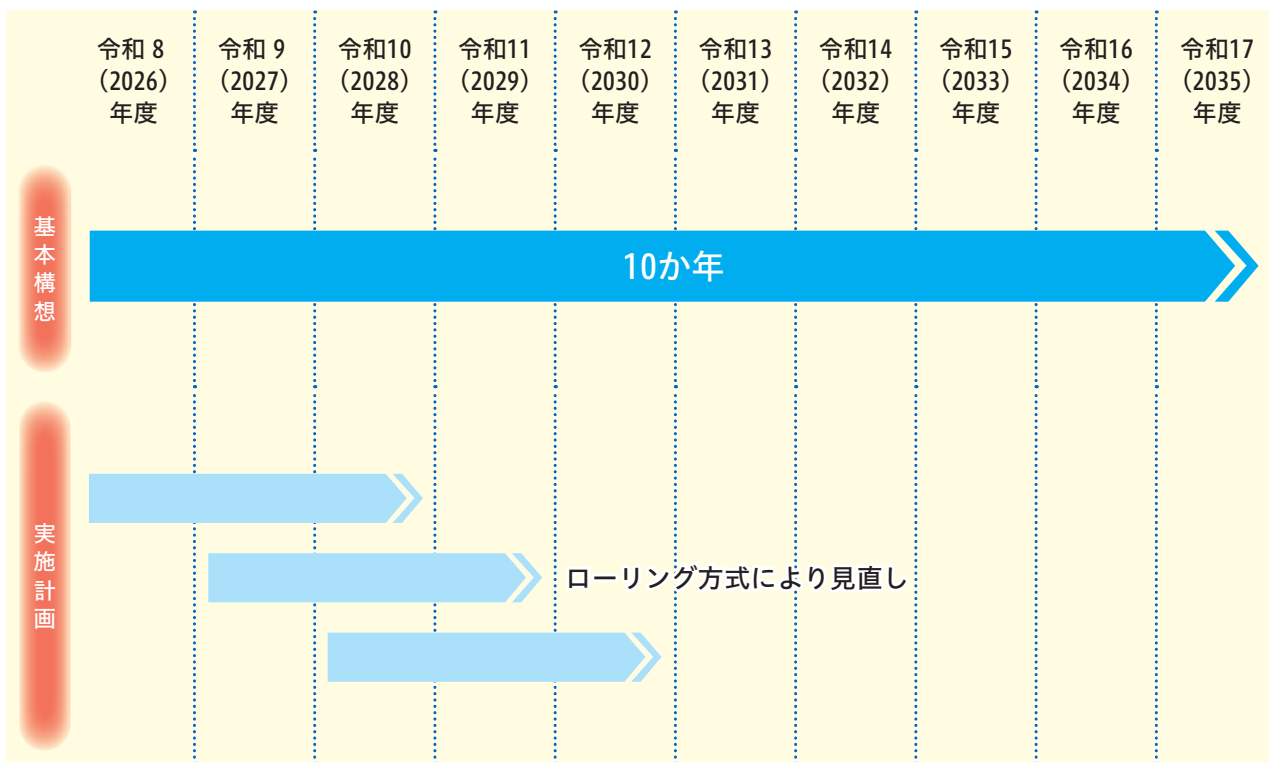 令和 8
（2026）
年度
令和 9
（2027）
年度
令和10
（2028）
年度
令和11
（2029）
年度
令和12
（2030）
年度
令和13
（2031）
年度
令和14
（2032）
年度
令和15
（2033）
年度
令和16
（2034）
年度
令和17
（2035）
年度
基本構想
10か年
実施計画
ローリング方式により見直し